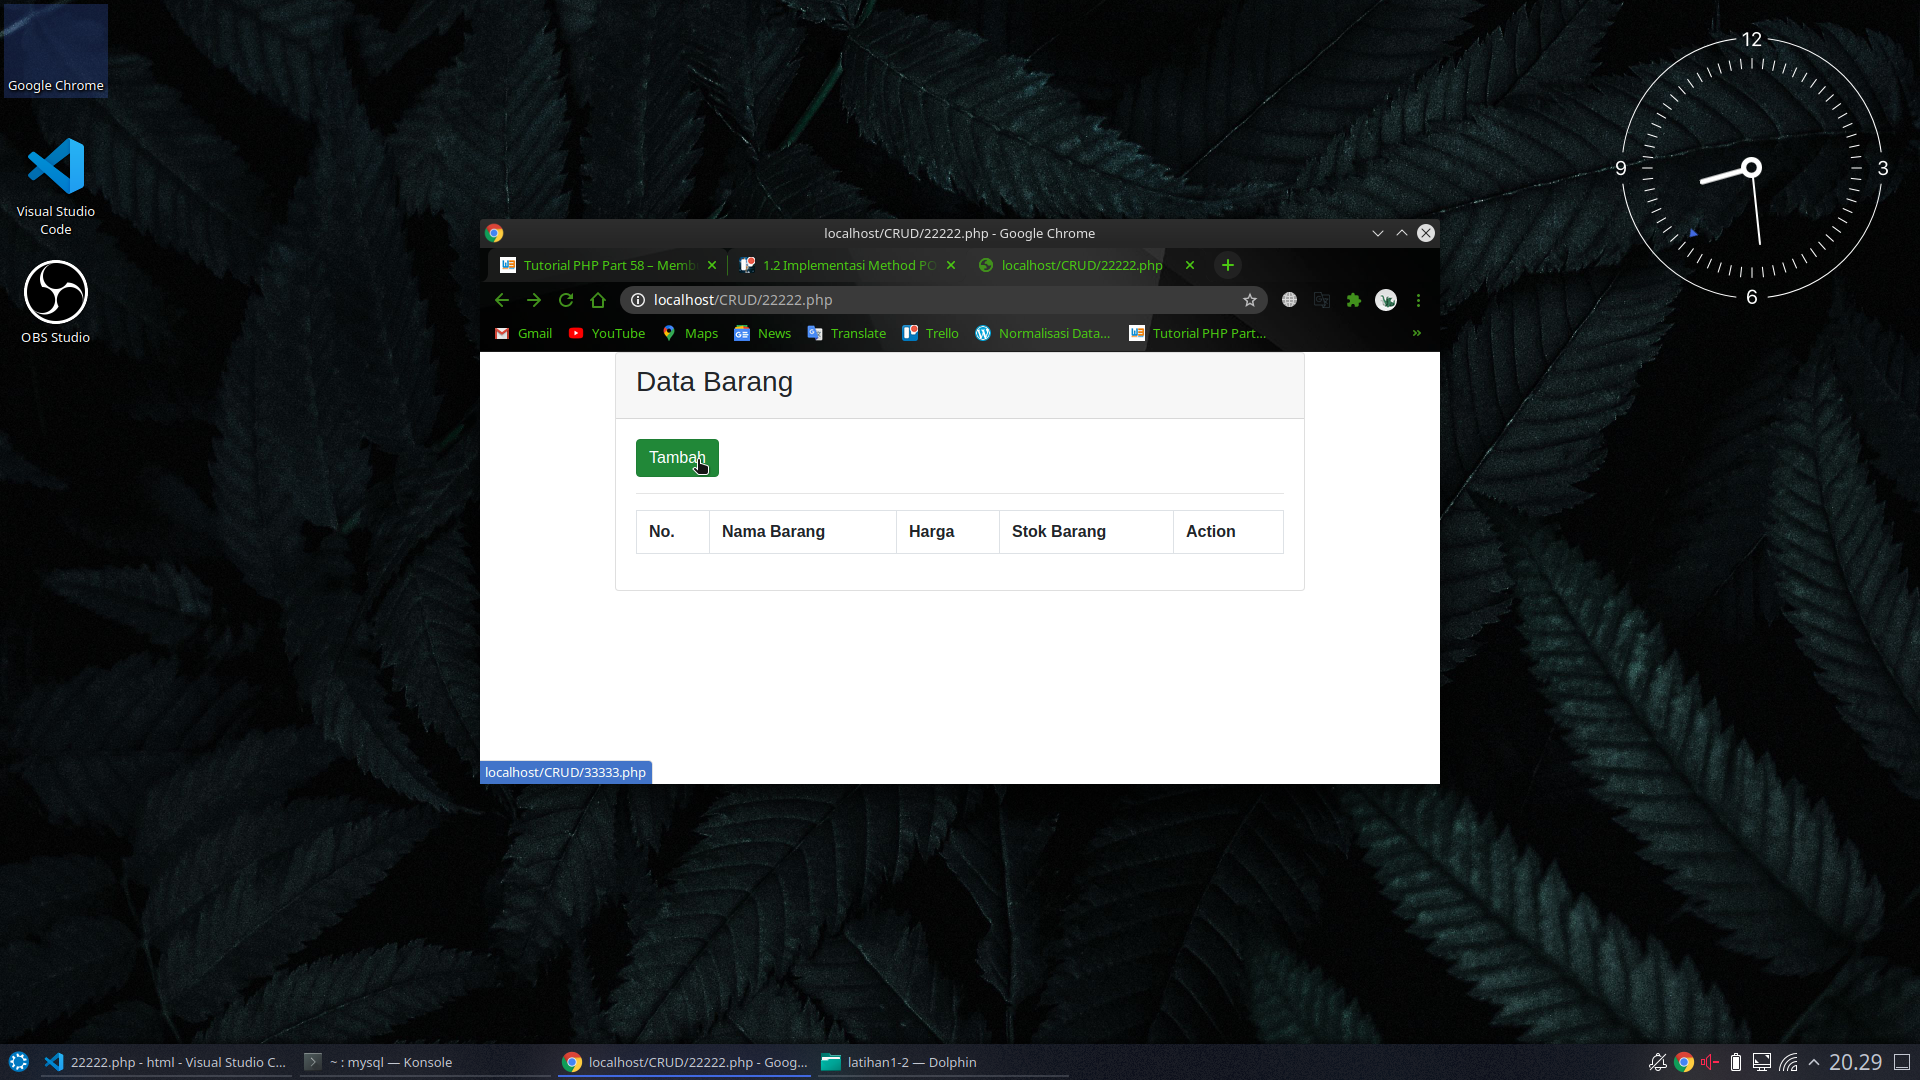 Google Chrome
Visual Studio
Code
OBS Studio
12
9
3
6
localhost/CRUD/22222.php - Google Chrome
Tutorial PHP Part 58 – Memb
1.2 Implementasi Method PO
localhost/CRUD/22222.php
localhost/CRUD/22222.php
Gmail
YouTube
Maps
News
Translate
Trello
Normalisasi Data...
Tutorial PHP Part...
»
Data Barang
Tambah
No.
Nama Barang
Harga
Stok Barang
Action
localhost/CRUD/33333.php
22222.php - html - Visual Studio C...
~ : mysql — Konsole
localhost/CRUD/22222.php - Goog...
latihan1-2 — Dolphin
20.29